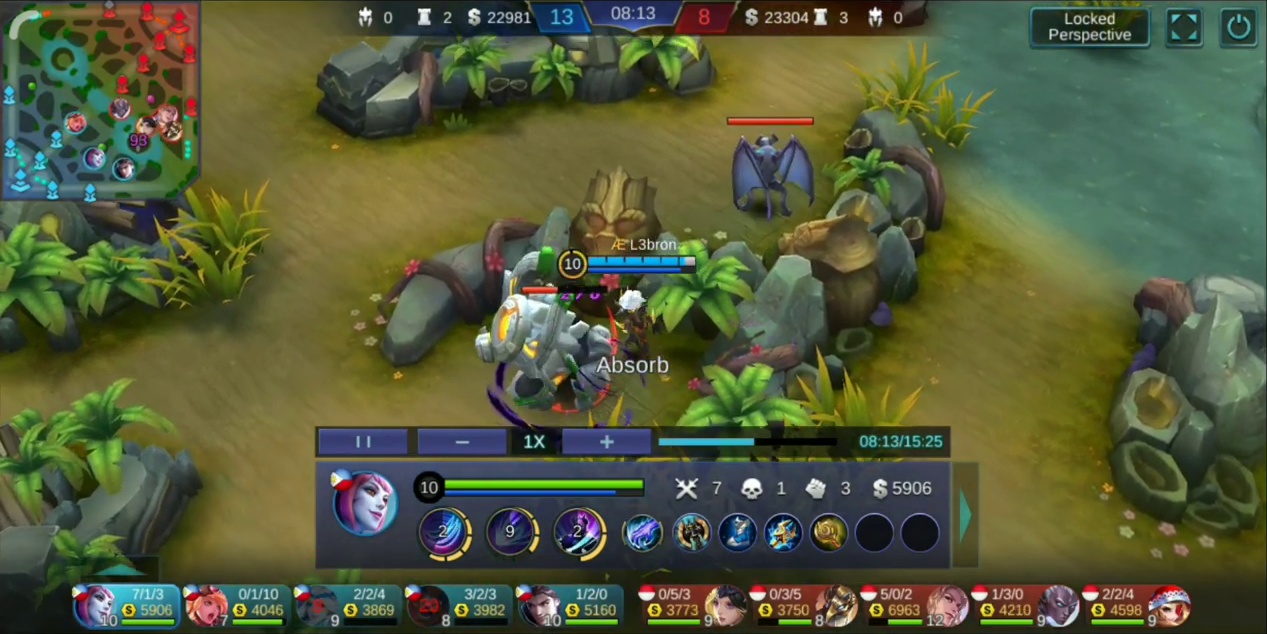 0 2 $ 22981 13 08:13 8 $ 23304 3 0
Locked
Perspective
93
Æ L3bron
10
276
Absorb
− 1X + 08:13/15:25
10 7 1 3 $ 5906
2 9 2
7/1/3 0/1/10 2/2/4 3/2/3 1/2/0 0/5/3 0/3/5 5/0/2 1/3/0 2/2/4
S 5906 S 4046 S 3869 20 S 3982 S 5160 S 3773 S 3750 S 6963 S 4210 S 4598
10 7 9 8 10 9 8 12 9 9